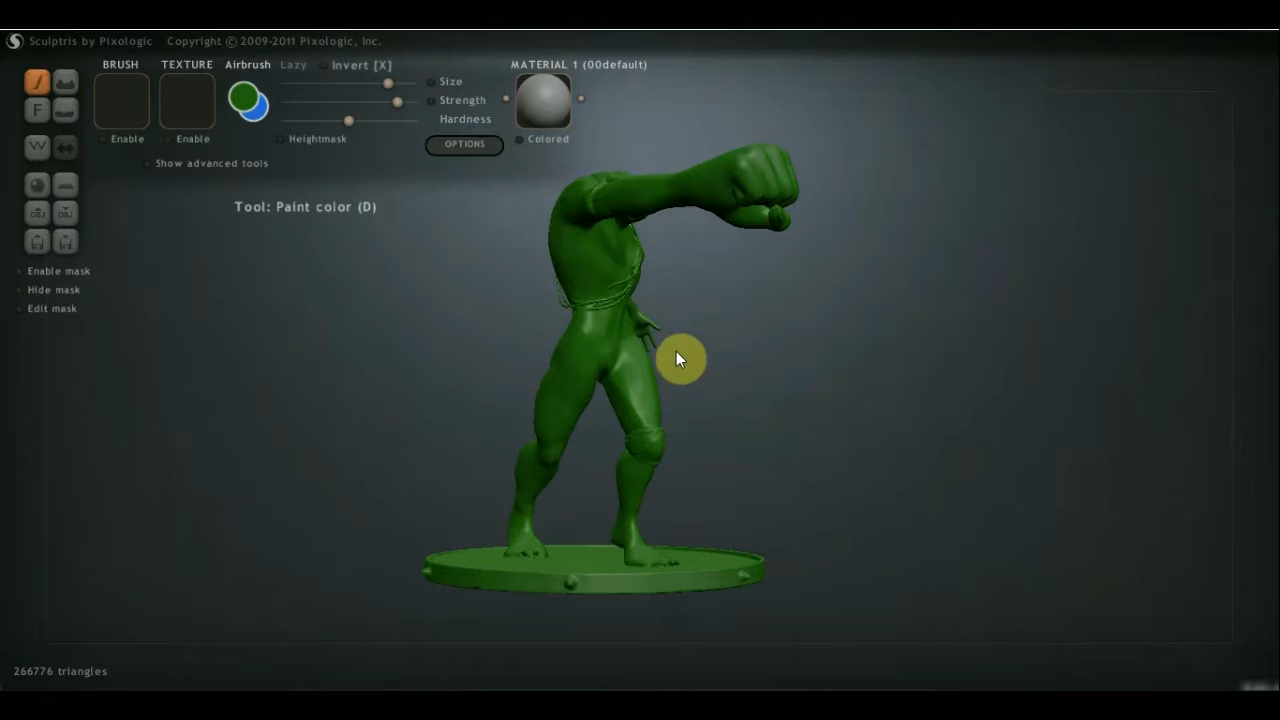 Sculptris by Pixologic Copyright © 2009-2011 Pixologic, Inc.
BRUSH TEXTURE Airbrush Lazy Invert [X] MATERIAL 1 (00default)
Size
F Strength
Hardness
Enable Enable Heightmask OPTIONS Colored
Show advanced tools
Tool: Paint color (D)
OBJ OBJ
Enable mask
Hide mask
Edit mask
266776 triangles